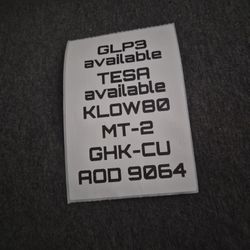 GLP3
available
TESA
available
KLOW80
MT-2
GHK-CU
AOD 9064